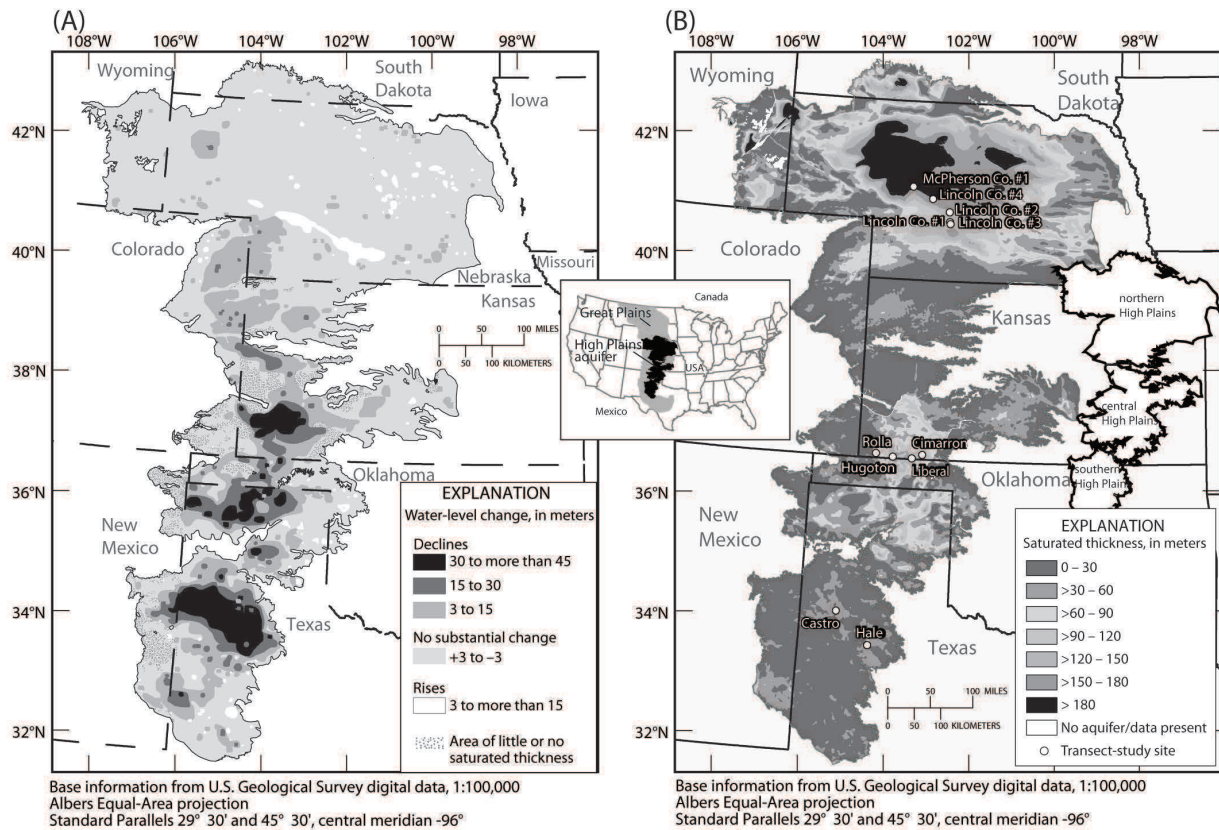 (A)
108°W 106°W 104°W 102°W 100°W 98°W
Wyoming
South
Dakota
Iowa
42°N
Colorado
40°N
Nebraska
Missouri
Kansas
0 50 100 MILES
0 50 100 KILOMETERS
38°N
36°N
Oklahoma
New
Mexico
34°N
Texas
32°N
EXPLANATION
Water-level change, in meters
Declines
30 to more than 45
15 to 30
3 to 15
No substantial change
+3 to –3
Rises
3 to more than 15
Area of little or no
saturated thickness
Base information from U.S. Geological Survey digital data, 1:100,000
Albers Equal-Area projection
Standard Parallels 29° 30' and 45° 30', central meridian -96°
Canada
Great Plains
High Plains
aquifer
USA
Mexico
(B)
108°W 106°W 104°W 102°W 100°W 98°W
Wyoming
South
Dakota
42°N
McPherson Co. #1
Lincoln Co. #4
Lincoln Co. #2
Lincoln Co. #1 Lincoln Co. #3
Colorado
40°N
northern
High Plains
Kansas
38°N
central
High Plains
Rolla
Cimarron
Hugoton
Liberal
southern
High Plains
36°N
Oklahoma
New
Mexico
34°N
Castro
Hale
Texas
0 50 100 MILES
0 50 100 KILOMETERS
32°N
EXPLANATION
Saturated thickness, in meters
0 – 30
>30 – 60
>60 – 90
>90 – 120
>120 – 150
>150 – 180
> 180
No aquifer/data present
Transect-study site
Base information from U.S. Geological Survey digital data, 1:100,000
Albers Equal-Area projection
Standard Parallels 29° 30' and 45° 30', central meridian -96°